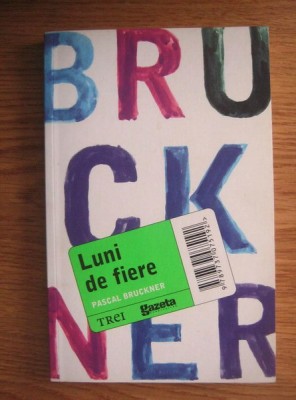 BRU
CK
NER
Luni
de fiere
PASCAL BRUCKNER
TREI
gazeta